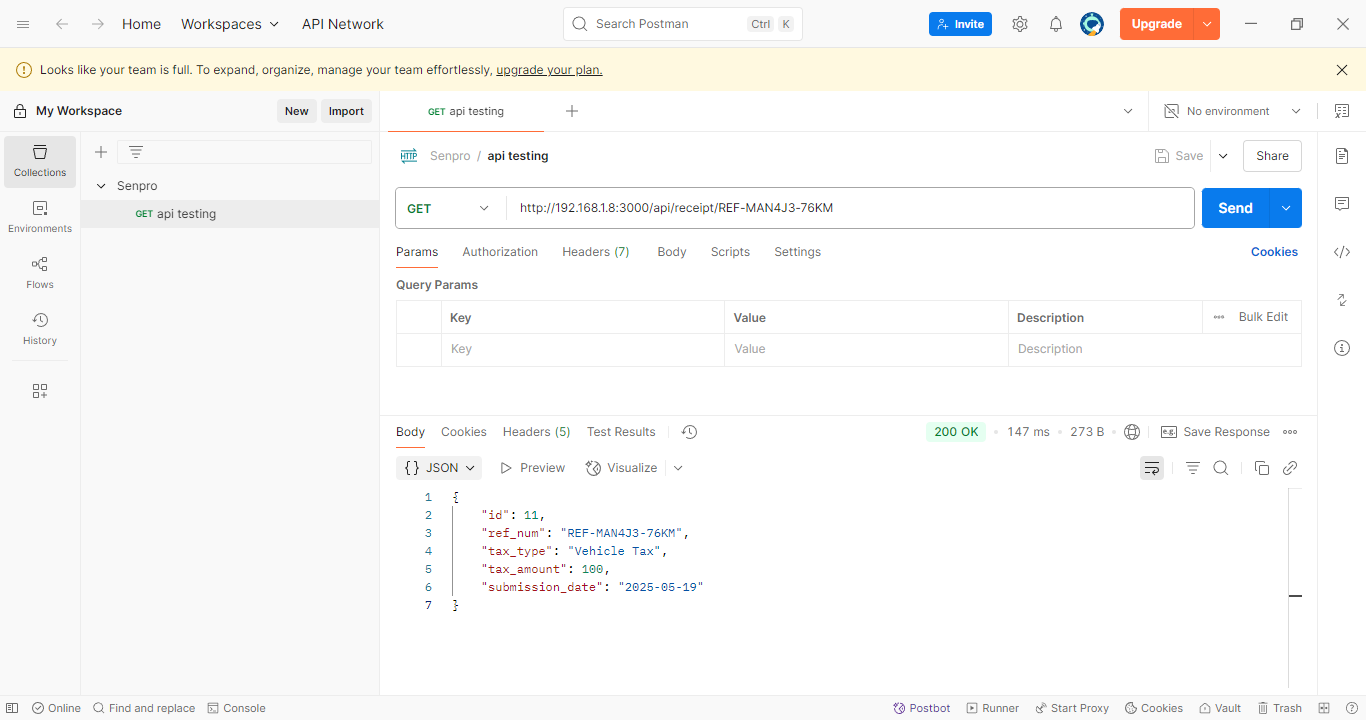 Home Workspaces API Network Search Postman Ctrl K Invite Upgrade
Looks like your team is full. To expand, organize, manage your team effortlessly, upgrade your plan.
My Workspace New Import GET api testing No environment
Collections
Environments
Flows
History
Senpro
GET api testing
HTTP Senpro / api testing Save Share
GET http://192.168.1.8:3000/api/receipt/REF-MAN4J3-76KM Send
Params Authorization Headers (7) Body Scripts Settings Cookies
Query Params
Key Value Description Bulk Edit
Key Value Description
Body Cookies Headers (5) Test Results 200 OK 147 ms 273 B e.g. Save Response
{} JSON Preview Visualize
1 {
2 "id": 11,
3 "ref_num": "REF-MAN4J3-76KM",
4 "tax_type": "Vehicle Tax",
5 "tax_amount": 100,
6 "submission_date": "2025-05-19"
7 }
Online Find and replace Console Postbot Runner Start Proxy Cookies Vault Trash